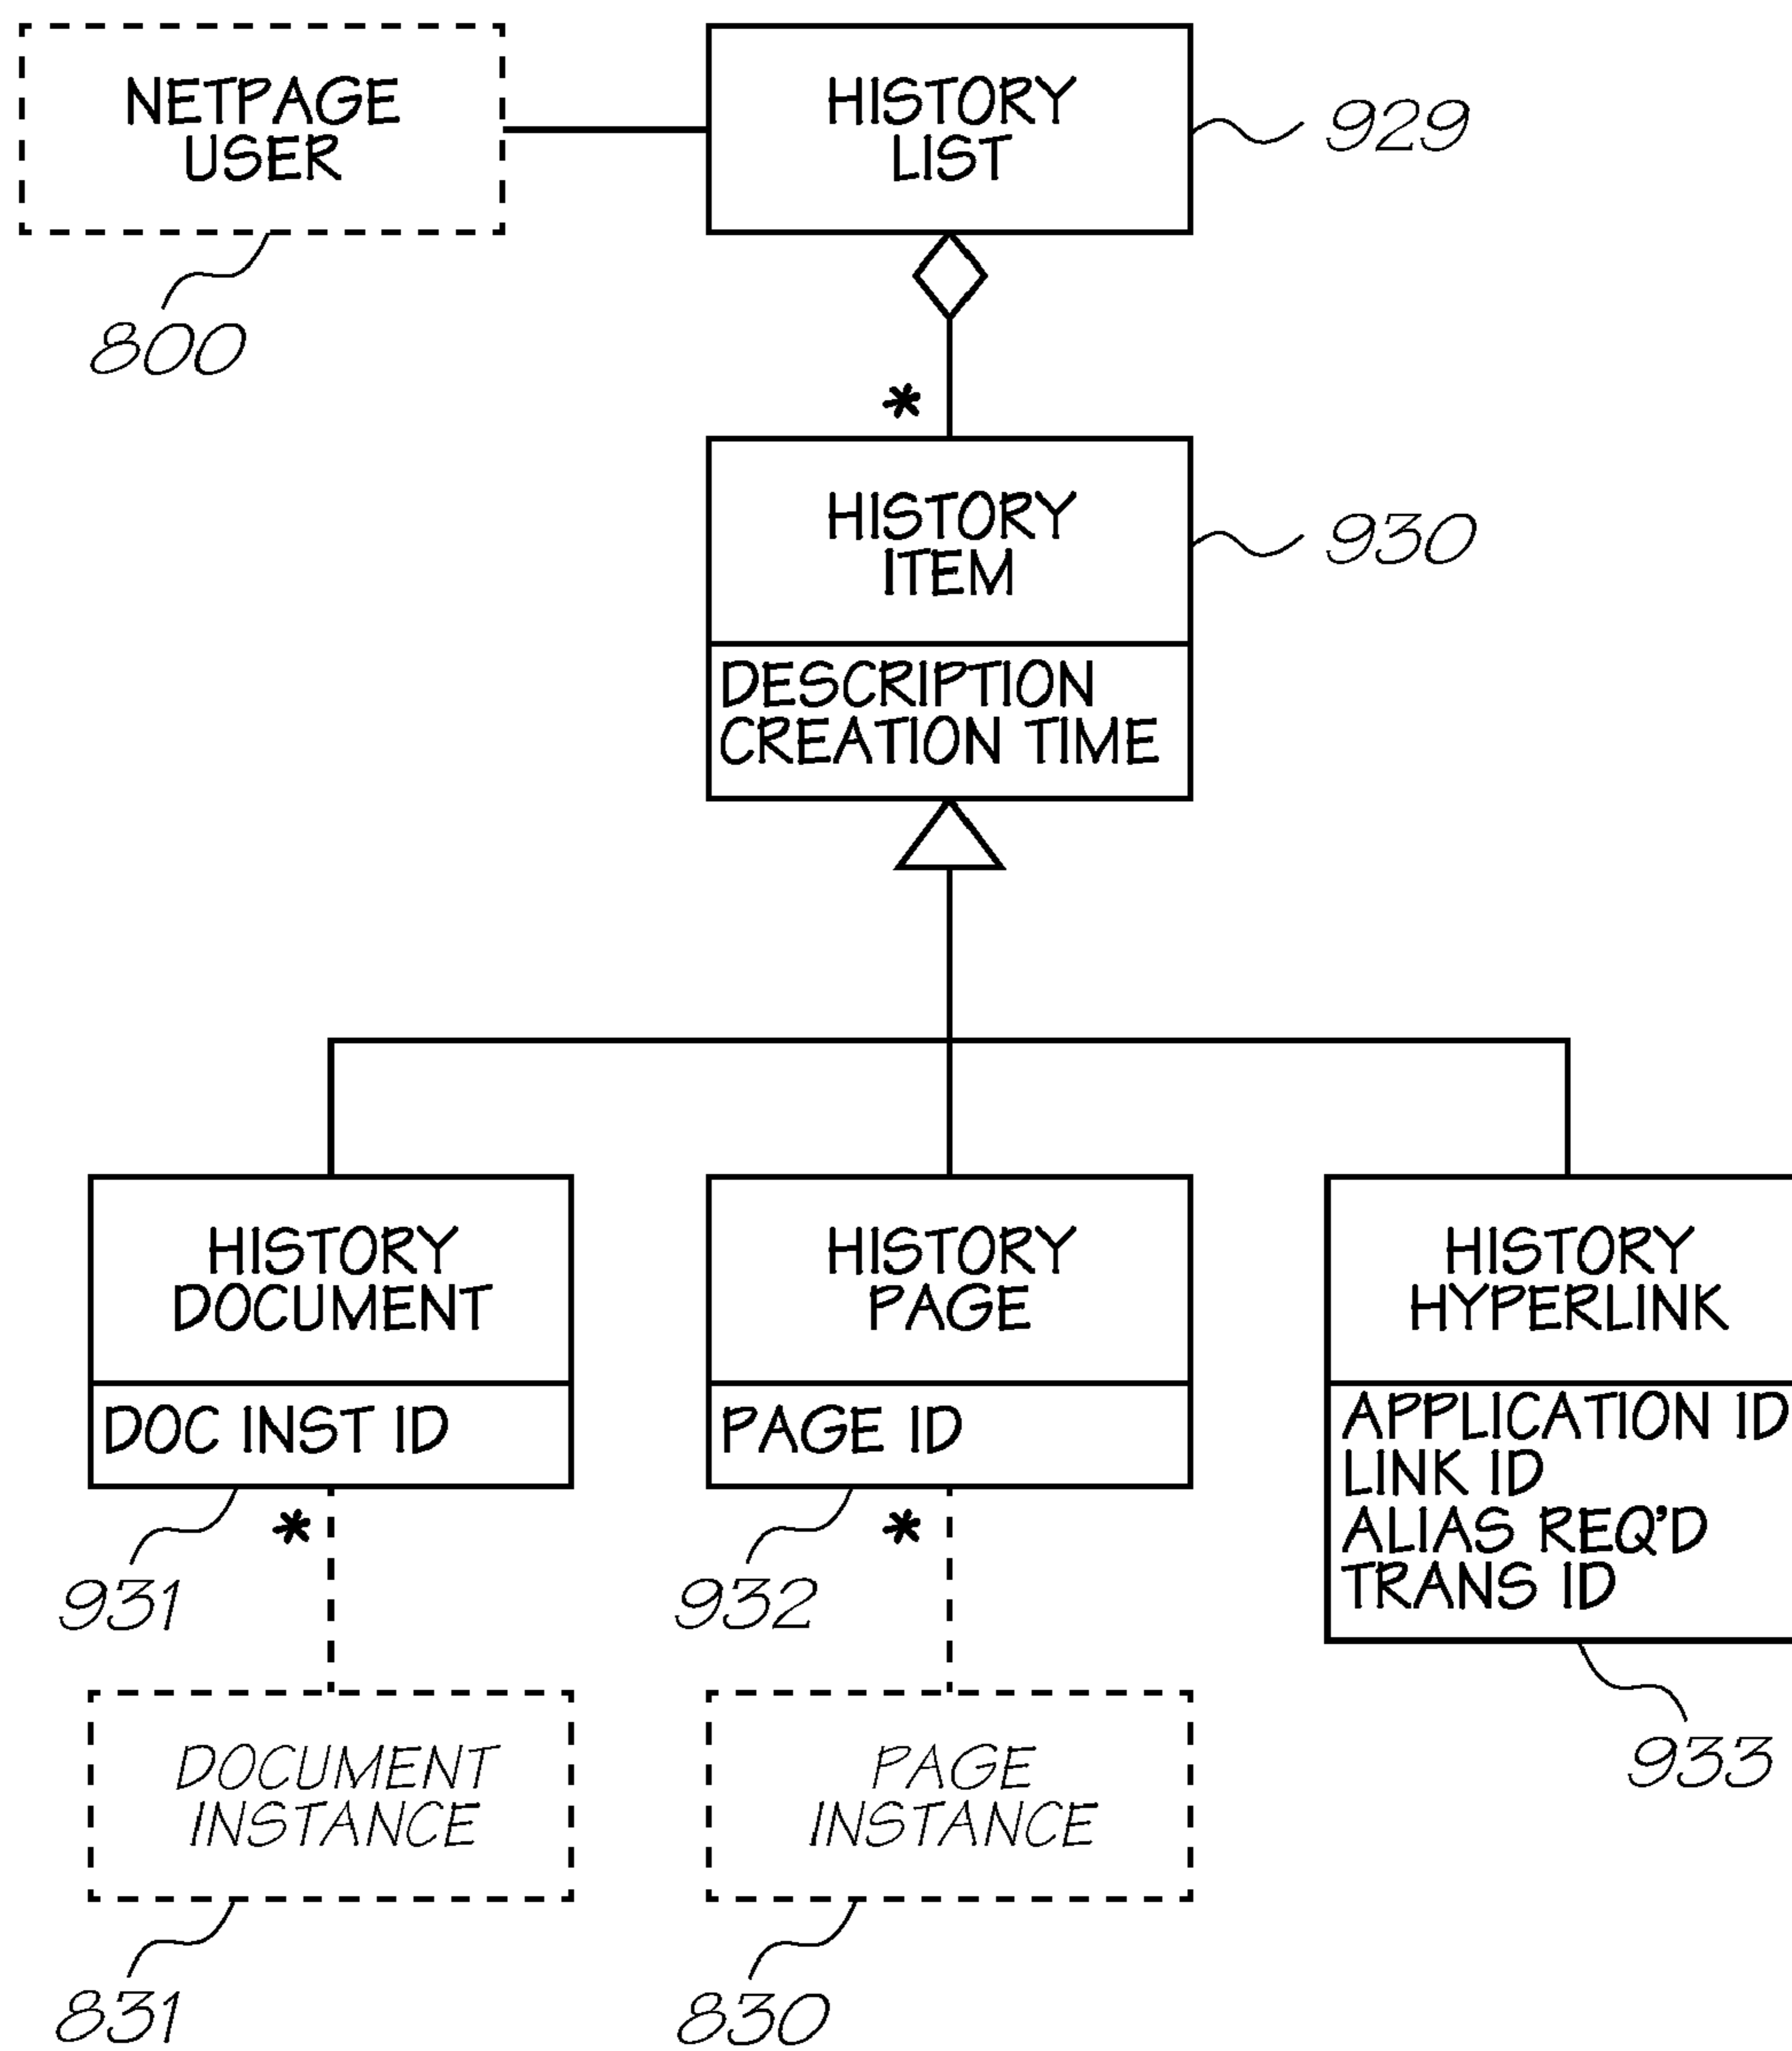 NETPAGE
USER
HISTORY
LIST
929
800
*
HISTORY
ITEM
930
DESCRIPTION
CREATION TIME
HISTORY
DOCUMENT
DOC INST ID
HISTORY
PAGE
PAGE ID
HISTORY
HYPERLINK
APPLICATION ID
LINK ID
ALIAS REQ'D
TRANS ID
*
*
931
932
933
DOCUMENT
INSTANCE
PAGE
INSTANCE
831
830